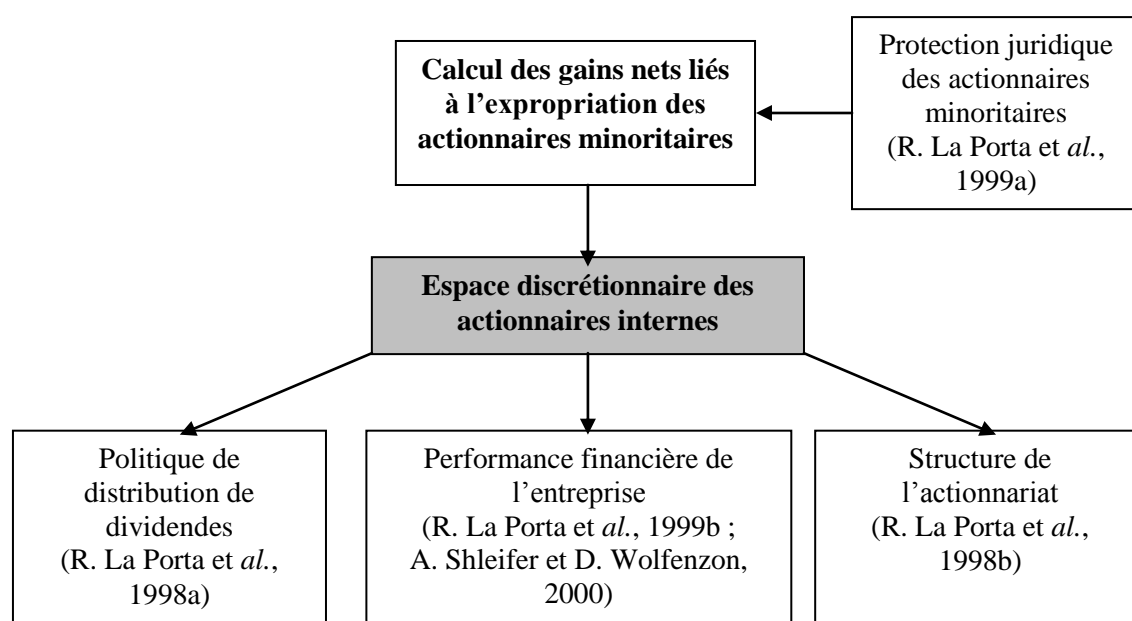 Calcul des gains nets liés
à l’expropriation des
actionnaires minoritaires
Protection juridique
des actionnaires
minoritaires
(R. La Porta et al.,
1999a)
Espace discrétionnaire des
actionnaires internes
Politique de
distribution de
dividendes
(R. La Porta et al.,
1998a)
Performance financière de
l’entreprise
(R. La Porta et al., 1999b ;
A. Shleifer et D. Wolfenzon,
2000)
Structure de
l’actionnariat
(R. La Porta et al.,
1998b)